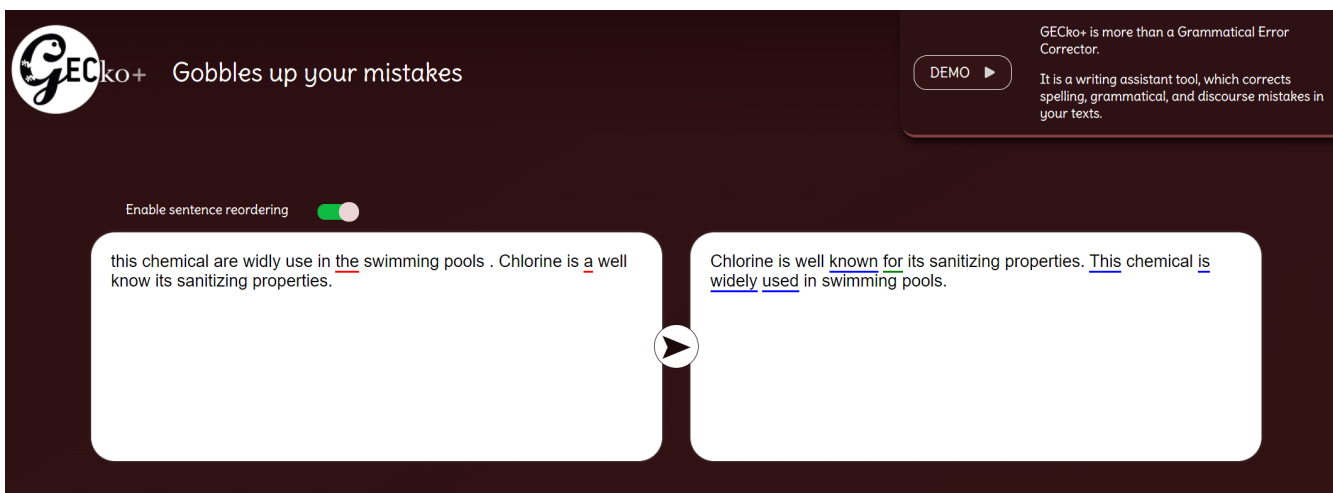 GECko+
Gobbles up your mistakes
DEMO
GECko+ is more than a Grammatical Error
Corrector.
It is a writing assistant tool, which corrects
spelling, grammatical, and discourse mistakes in
your texts.
Enable sentence reordering
this chemical are widly use in the swimming pools . Chlorine is a well
know its sanitizing properties.
Chlorine is well known for its sanitizing properties. This chemical is
widely used in swimming pools.